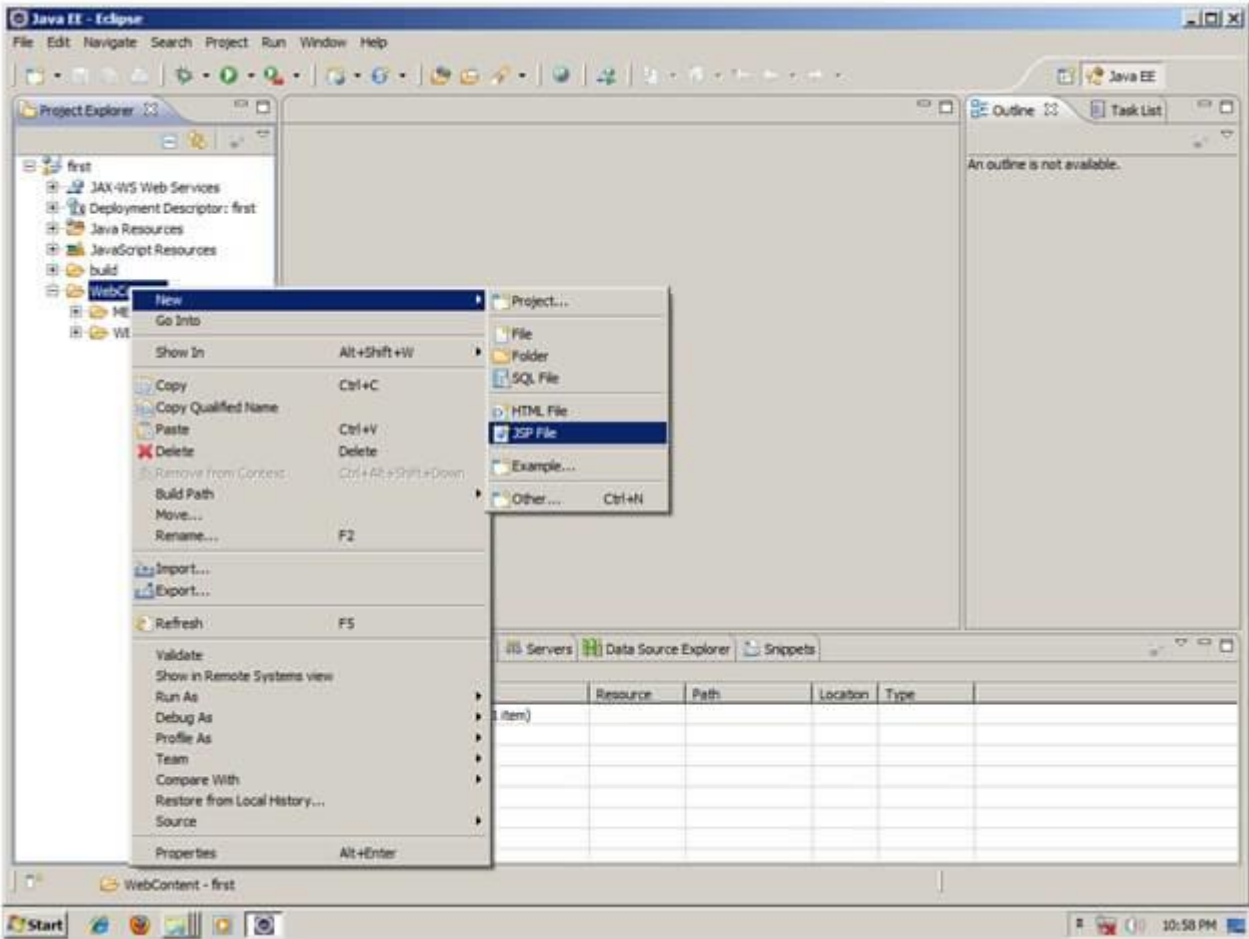 Java EE - Eclipse
File Edit Navigate Search Project Run Window Help
Java EE
Project Explorer
Outline
Task List
An outline is not available.
first
JAX-WS Web Services
Deployment Descriptor: first
Java Resources
JavaScript Resources
build
WebC
ME
WE
New
Go Into
Show In Alt+Shift+W
Copy Ctrl+C
Copy Qualified Name
Paste Ctrl+V
Delete Delete
Remove from Context Ctrl+Alt+Shift+Down
Build Path
Move...
Rename... F2
Import...
Export...
Refresh F5
Validate
Show in Remote Systems view
Run As
Debug As
Profile As
Team
Compare With
Restore from Local History...
Source
Properties Alt+Enter
Project...
File
Folder
SQL File
HTML File
JSP File
Example...
Other... Ctrl+N
Servers Data Source Explorer Snippets
Resource Path Location Type
1 item)
WebContent - first
Start
10:58 PM